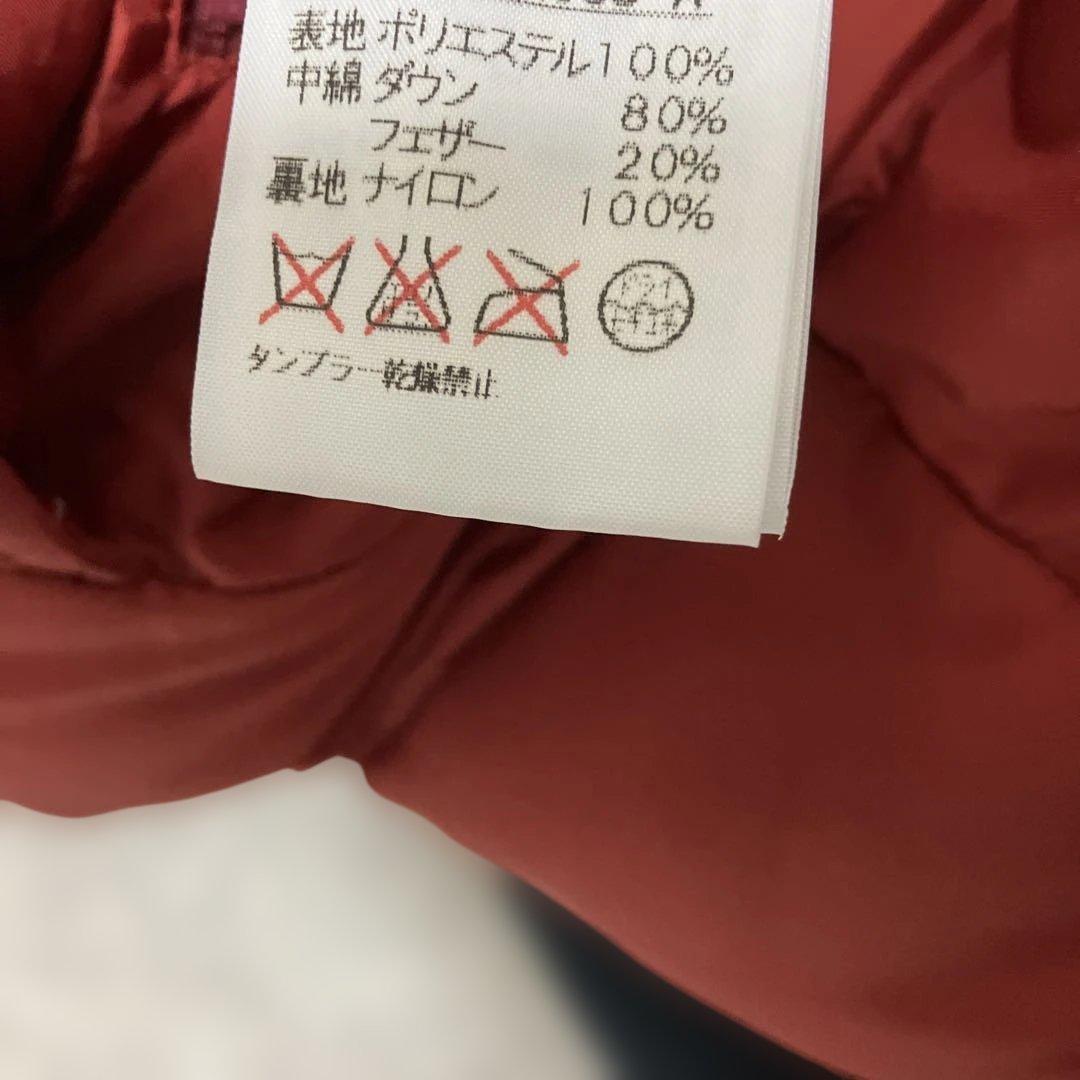 表地 ポリエステル100%
中綿 ダウン 80%
フェザー 20%
裏地 ナイロン 100%
タンブラー乾燥禁止